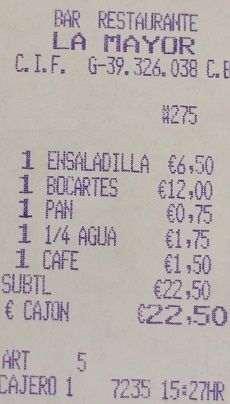 BAR RESTAURANTE
LA MAYOR
C.I.F. G-39.326.038 C.B
#275
1 ENSALADILLA €6,50
1 BOCARTES €12,00
1 PAN €0,75
1 1/4 AGUA €1,75
1 CAFE €1,50
SUBTL €22,50
€ CAJON €22,50
ART 5
CAJERO 1 7235 15:27HR